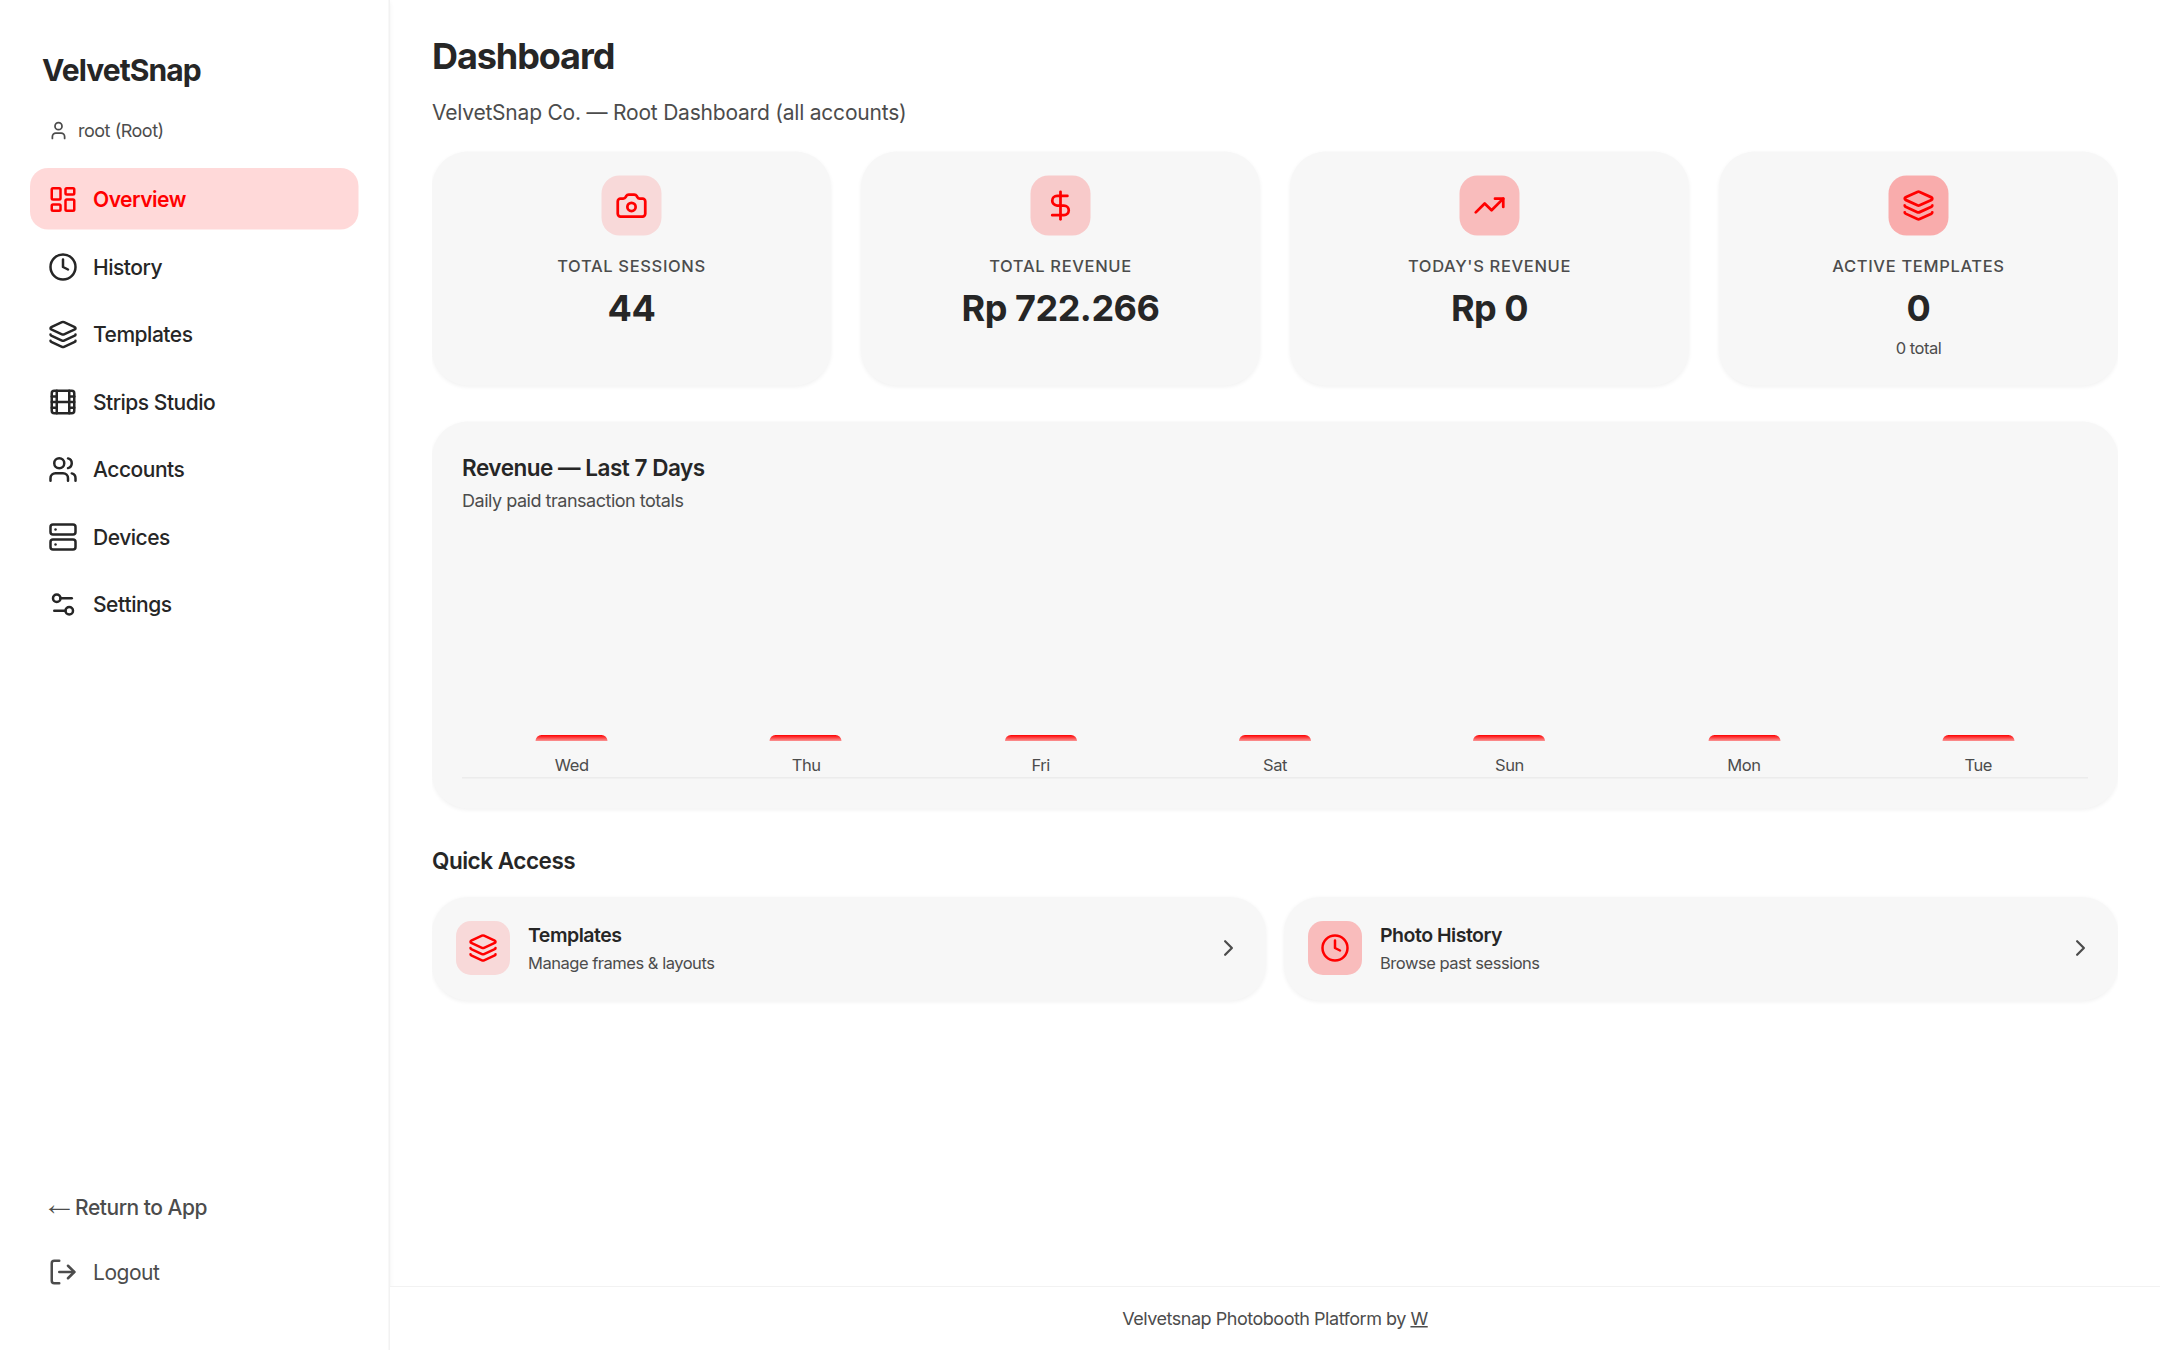 VelvetSnap
root (Root)
Overview
History
Templates
Strips Studio
Accounts
Devices
Settings
← Return to App
Logout
Dashboard
VelvetSnap Co. — Root Dashboard (all accounts)
TOTAL SESSIONS
44
TOTAL REVENUE
Rp 722.266
TODAY'S REVENUE
Rp 0
ACTIVE TEMPLATES
0
0 total
Revenue — Last 7 Days
Daily paid transaction totals
Wed Thu Fri Sat Sun Mon Tue
Quick Access
Templates
Manage frames & layouts
Photo History
Browse past sessions
Velvetsnap Photobooth Platform by W